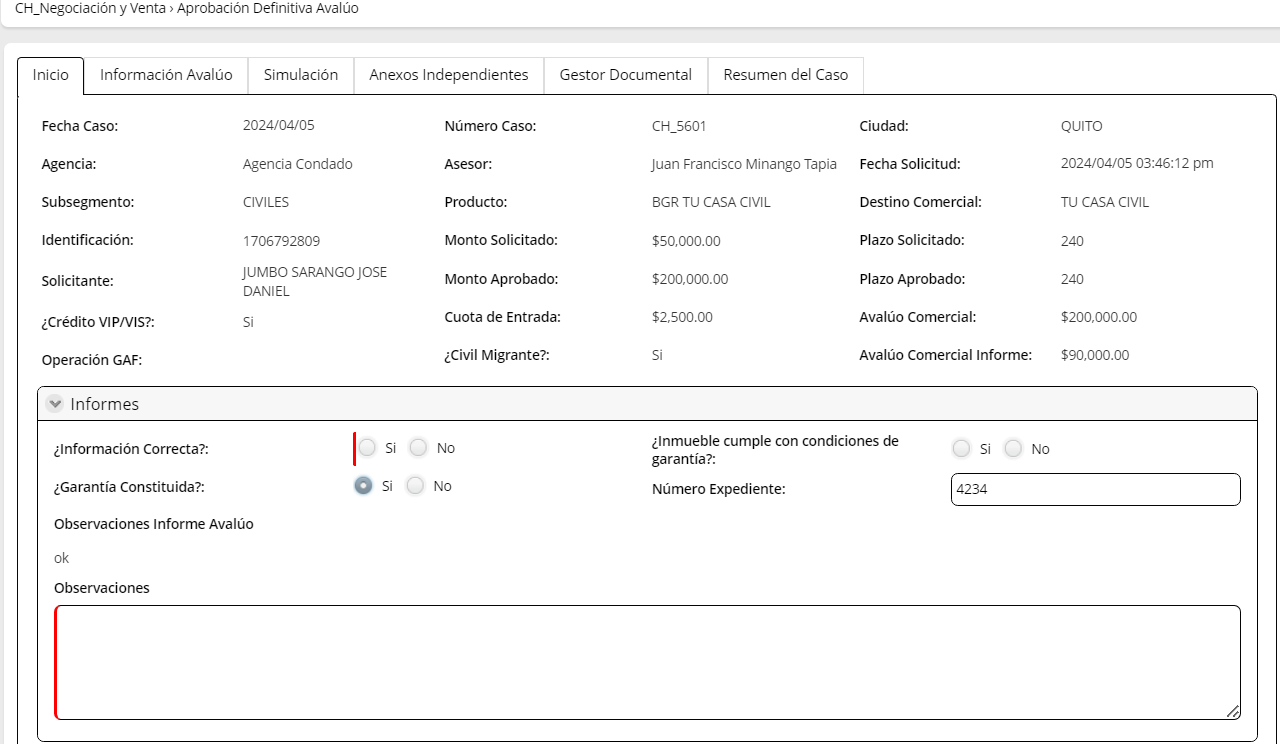 CH_Negociación y Venta › Aprobación Definitiva Avalúo
Inicio Información Avalúo Simulación Anexos Independientes Gestor Documental Resumen del Caso
Fecha Caso: 2024/04/05 Número Caso: CH_5601 Ciudad: QUITO
Agencia: Agencia Condado Asesor: Juan Francisco Minango Tapia Fecha Solicitud: 2024/04/05 03:46:12 pm
Subsegmento: CIVILES Producto: BGR TU CASA CIVIL Destino Comercial: TU CASA CIVIL
Identificación: 1706792809 Monto Solicitado: $50,000.00 Plazo Solicitado: 240
Solicitante: JUMBO SARANGO JOSE DANIEL Monto Aprobado: $200,000.00 Plazo Aprobado: 240
¿Crédito VIP/VIS?: Si Cuota de Entrada: $2,500.00 Avalúo Comercial: $200,000.00
Operación GAF: ¿Civil Migrante?: Si Avalúo Comercial Informe: $90,000.00
Informes
¿Información Correcta?: Si No ¿Inmueble cumple con condiciones de garantía?: Si No
¿Garantía Constituida?: Si No Número Expediente: 4234
Observaciones Informe Avalúo
ok
Observaciones